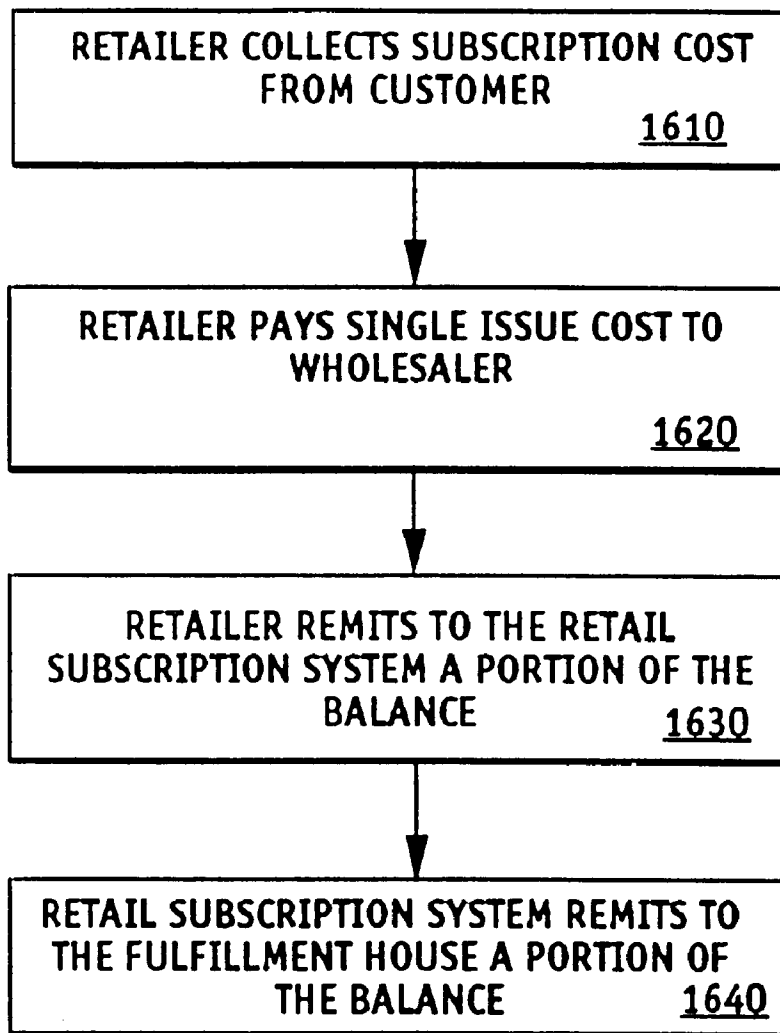 RETAILER COLLECTS SUBSCRIPTION COST
FROM CUSTOMER
1610
RETAILER PAYS SINGLE ISSUE COST TO
WHOLESALER
1620
RETAILER REMITS TO THE RETAIL
SUBSCRIPTION SYSTEM A PORTION OF THE
BALANCE 1630
RETAIL SUBSCRIPTION SYSTEM REMITS TO
THE FULFILLMENT HOUSE A PORTION OF
THE BALANCE 1640